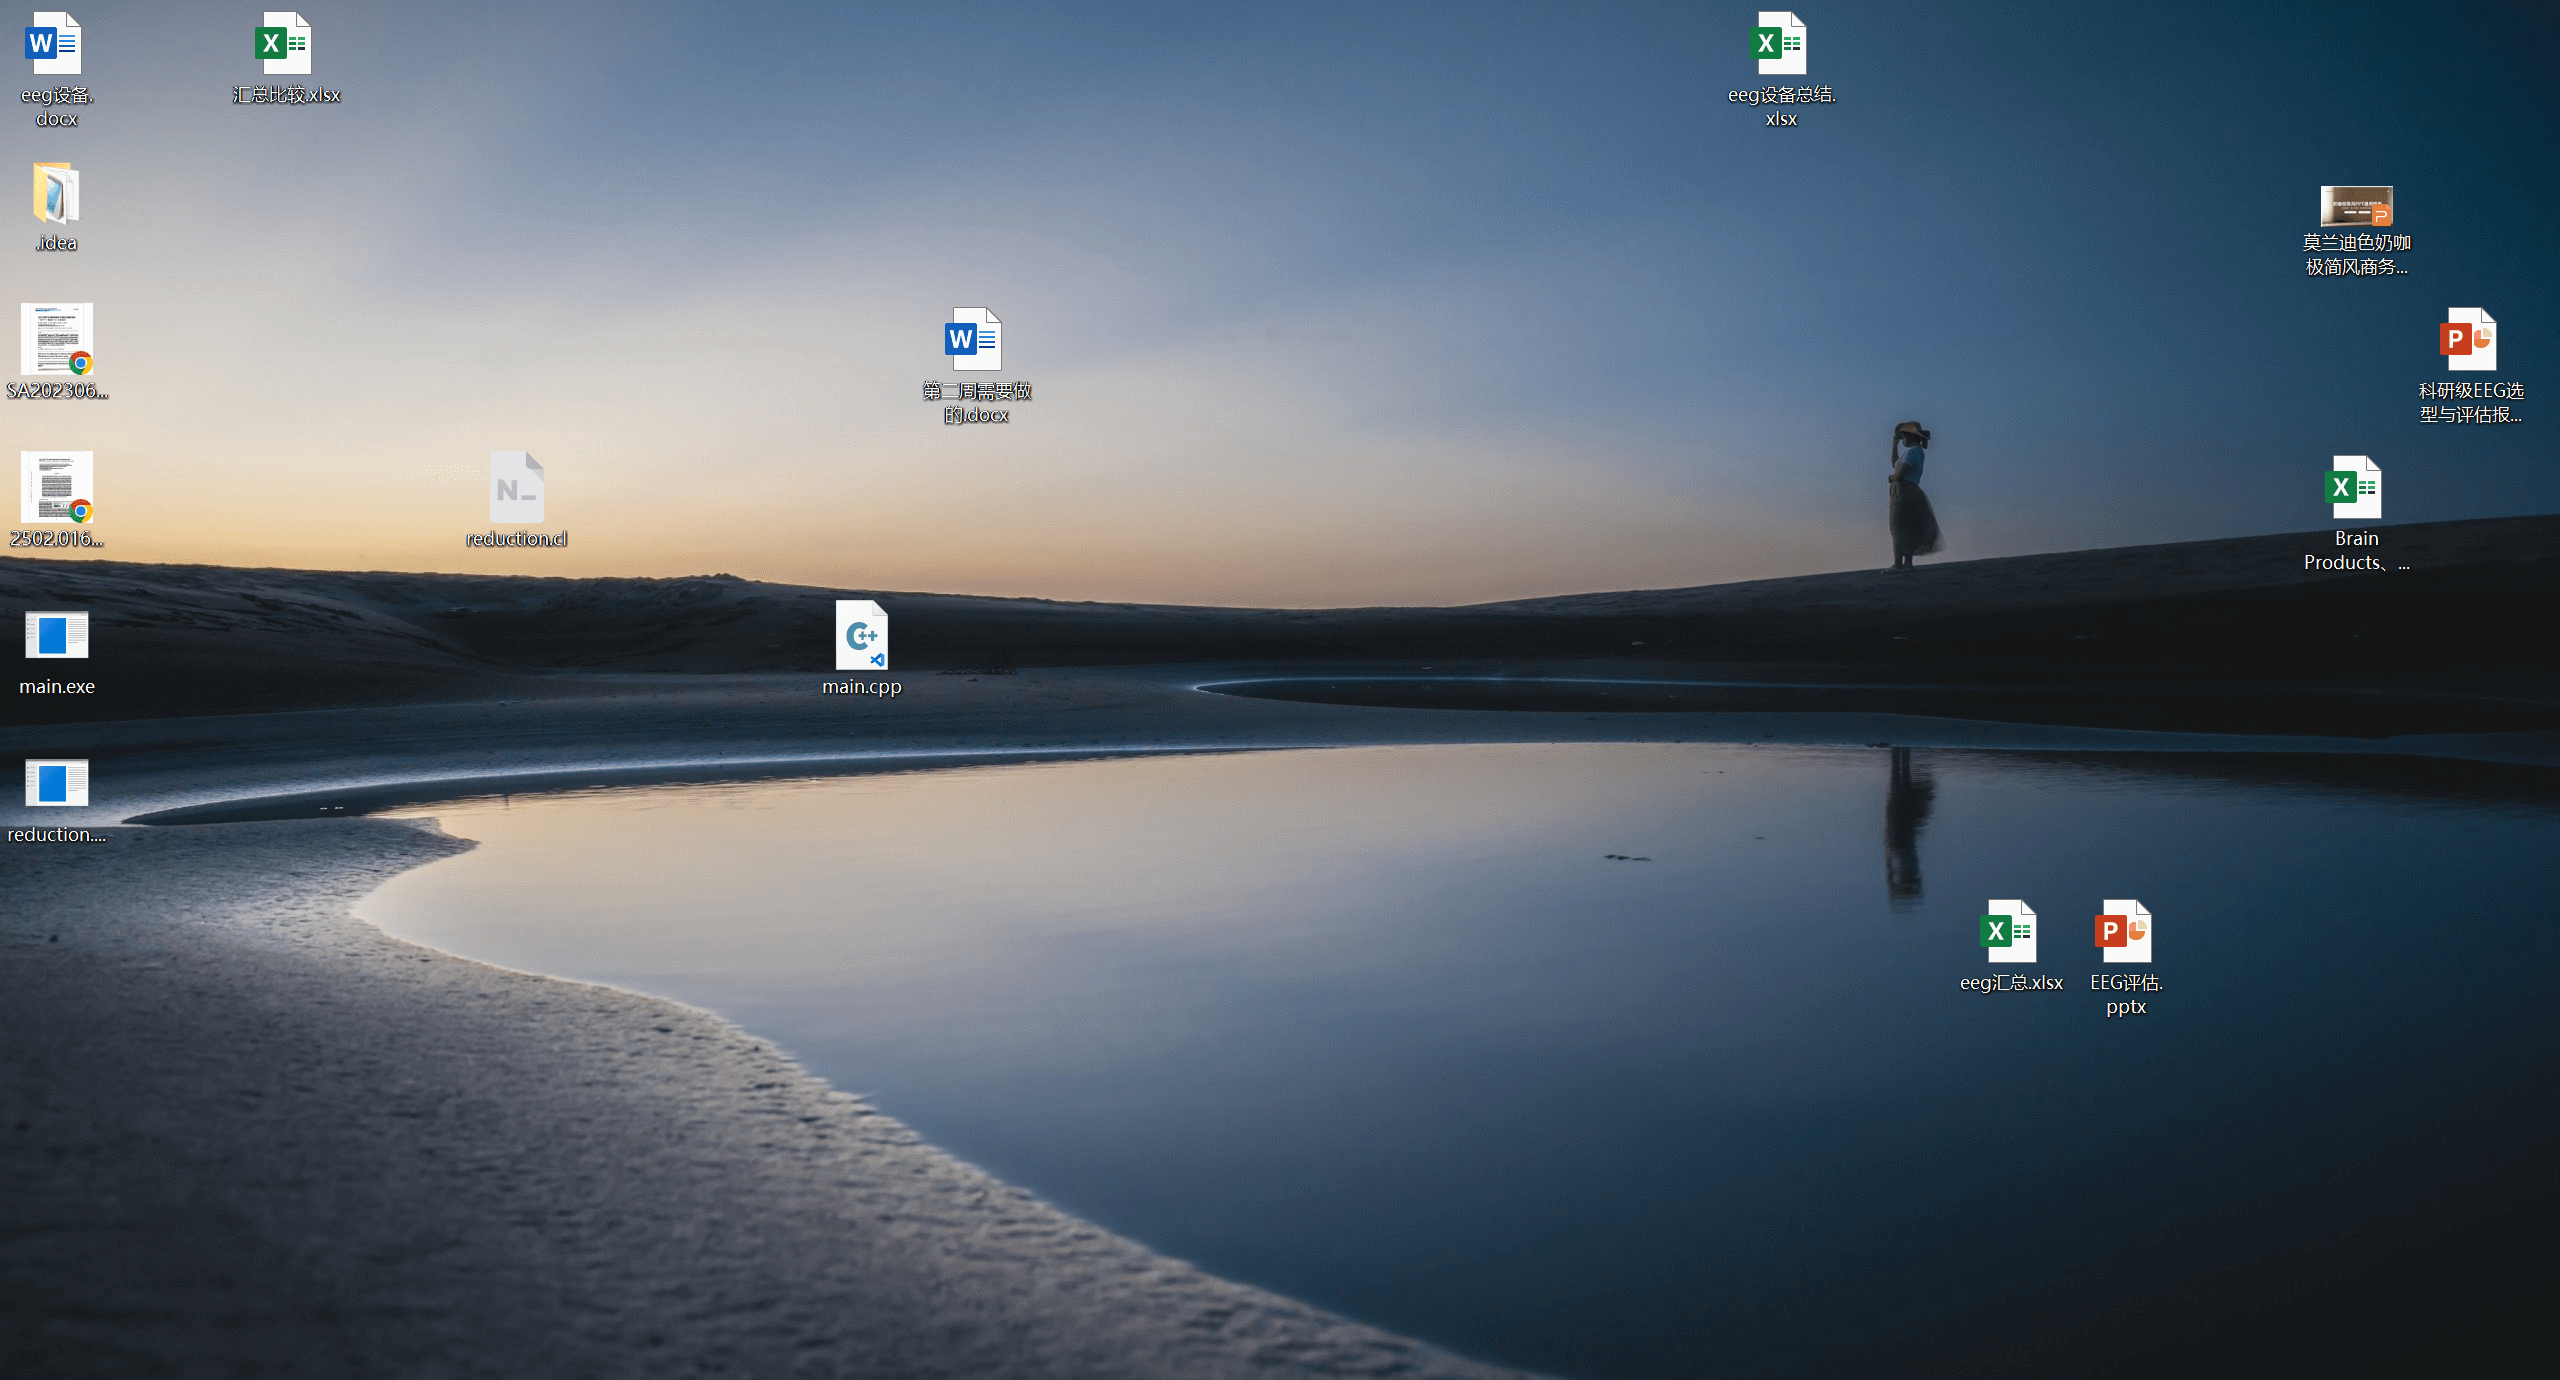 eeg设备.
docx
汇总比较.xlsx
eeg设备总结.
xlsx
.idea
莫兰迪色奶咖
极简风商务...
SA202306...
第二周需要做
的.docx
科研级EEG选
型与评估报...
2502.016...
N_
reduction.cl
Brain
Products、...
main.exe
C++
main.cpp
reduction....
eeg汇总.xlsx
EEG评估.
pptx